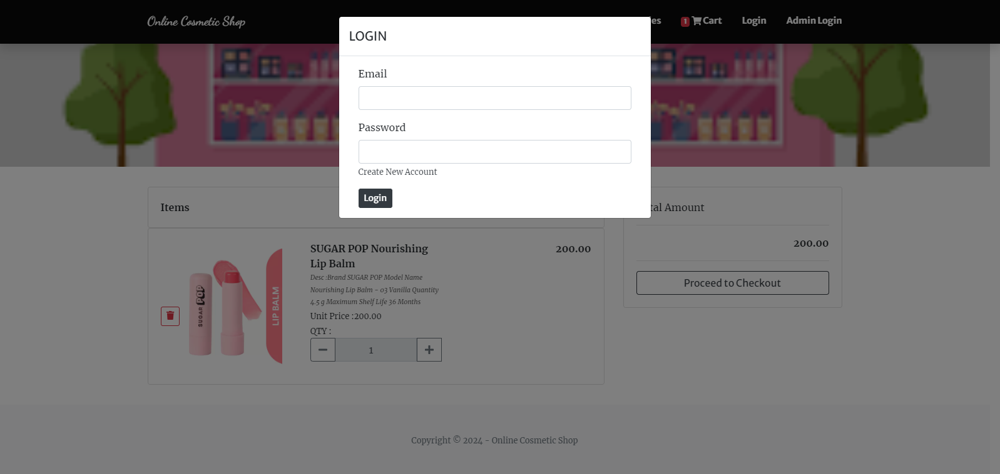 Online Cosmetic Shop
es
1 Cart
Login
Admin Login
LOGIN
Email
Password
Create New Account
Login
Items
SUGAR POP Nourishing
Lip Balm
200.00
Desc :Brand SUGAR POP Model Name
Nourishing Lip Balm - 03 Vanilla Quantity
4.5 g Maximum Shelf Life 36 Months
Unit Price :200.00
QTY :
1
SUGAR POP
LIP BALM
tal Amount
200.00
Proceed to Checkout
Copyright © 2024 - Online Cosmetic Shop